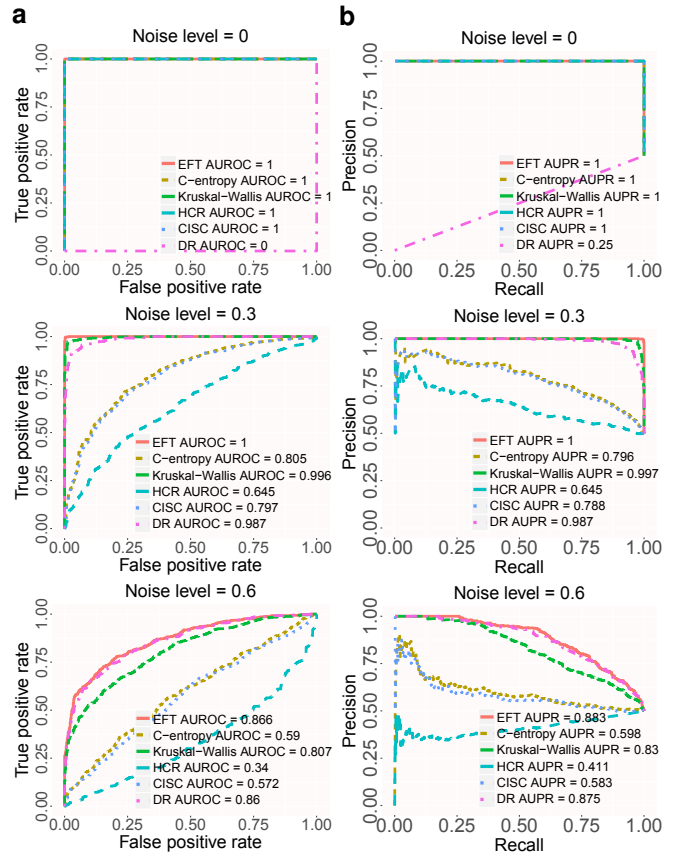 a
Noise level = 0
True positive rate
1.00
0.75
0.50
0.25
0.00
EFT AUROC = 1
C−entropy AUROC = 1
Kruskal−Wallis AUROC = 1
HCR AUROC = 1
CISC AUROC = 1
DR AUROC = 0
0.00 0.25 0.50 0.75 1.00
False positive rate
b
Noise level = 0
Precision
1.00
0.75
0.50
0.25
0.00
EFT AUPR = 1
C−entropy AUPR = 1
Kruskal−Wallis AUPR = 1
HCR AUPR = 1
CISC AUPR = 1
DR AUPR = 0.25
0.00 0.25 0.50 0.75 1.00
Recall
Noise level = 0.3
True positive rate
1.00
0.75
0.50
0.25
0.00
EFT AUROC = 1
C−entropy AUROC = 0.805
Kruskal−Wallis AUROC = 0.996
HCR AUROC = 0.645
CISC AUROC = 0.797
DR AUROC = 0.987
0.00 0.25 0.50 0.75 1.00
False positive rate
Noise level = 0.3
Precision
1.00
0.75
0.50
0.25
0.00
EFT AUPR = 1
C−entropy AUPR = 0.796
Kruskal−Wallis AUPR = 0.997
HCR AUPR = 0.645
CISC AUPR = 0.788
DR AUPR = 0.987
0.00 0.25 0.50 0.75 1.00
Recall
Noise level = 0.6
True positive rate
1.00
0.75
0.50
0.25
0.00
EFT AUROC = 0.866
C−entropy AUROC = 0.59
Kruskal−Wallis AUROC = 0.807
HCR AUROC = 0.34
CISC AUROC = 0.572
DR AUROC = 0.86
0.00 0.25 0.50 0.75 1.00
False positive rate
Noise level = 0.6
Precision
1.00
0.75
0.50
0.25
0.00
EFT AUPR = 0.883
C−entropy AUPR = 0.598
Kruskal−Wallis AUPR = 0.83
HCR AUPR = 0.411
CISC AUPR = 0.583
DR AUPR = 0.875
0.00 0.25 0.50 0.75 1.00
Recall